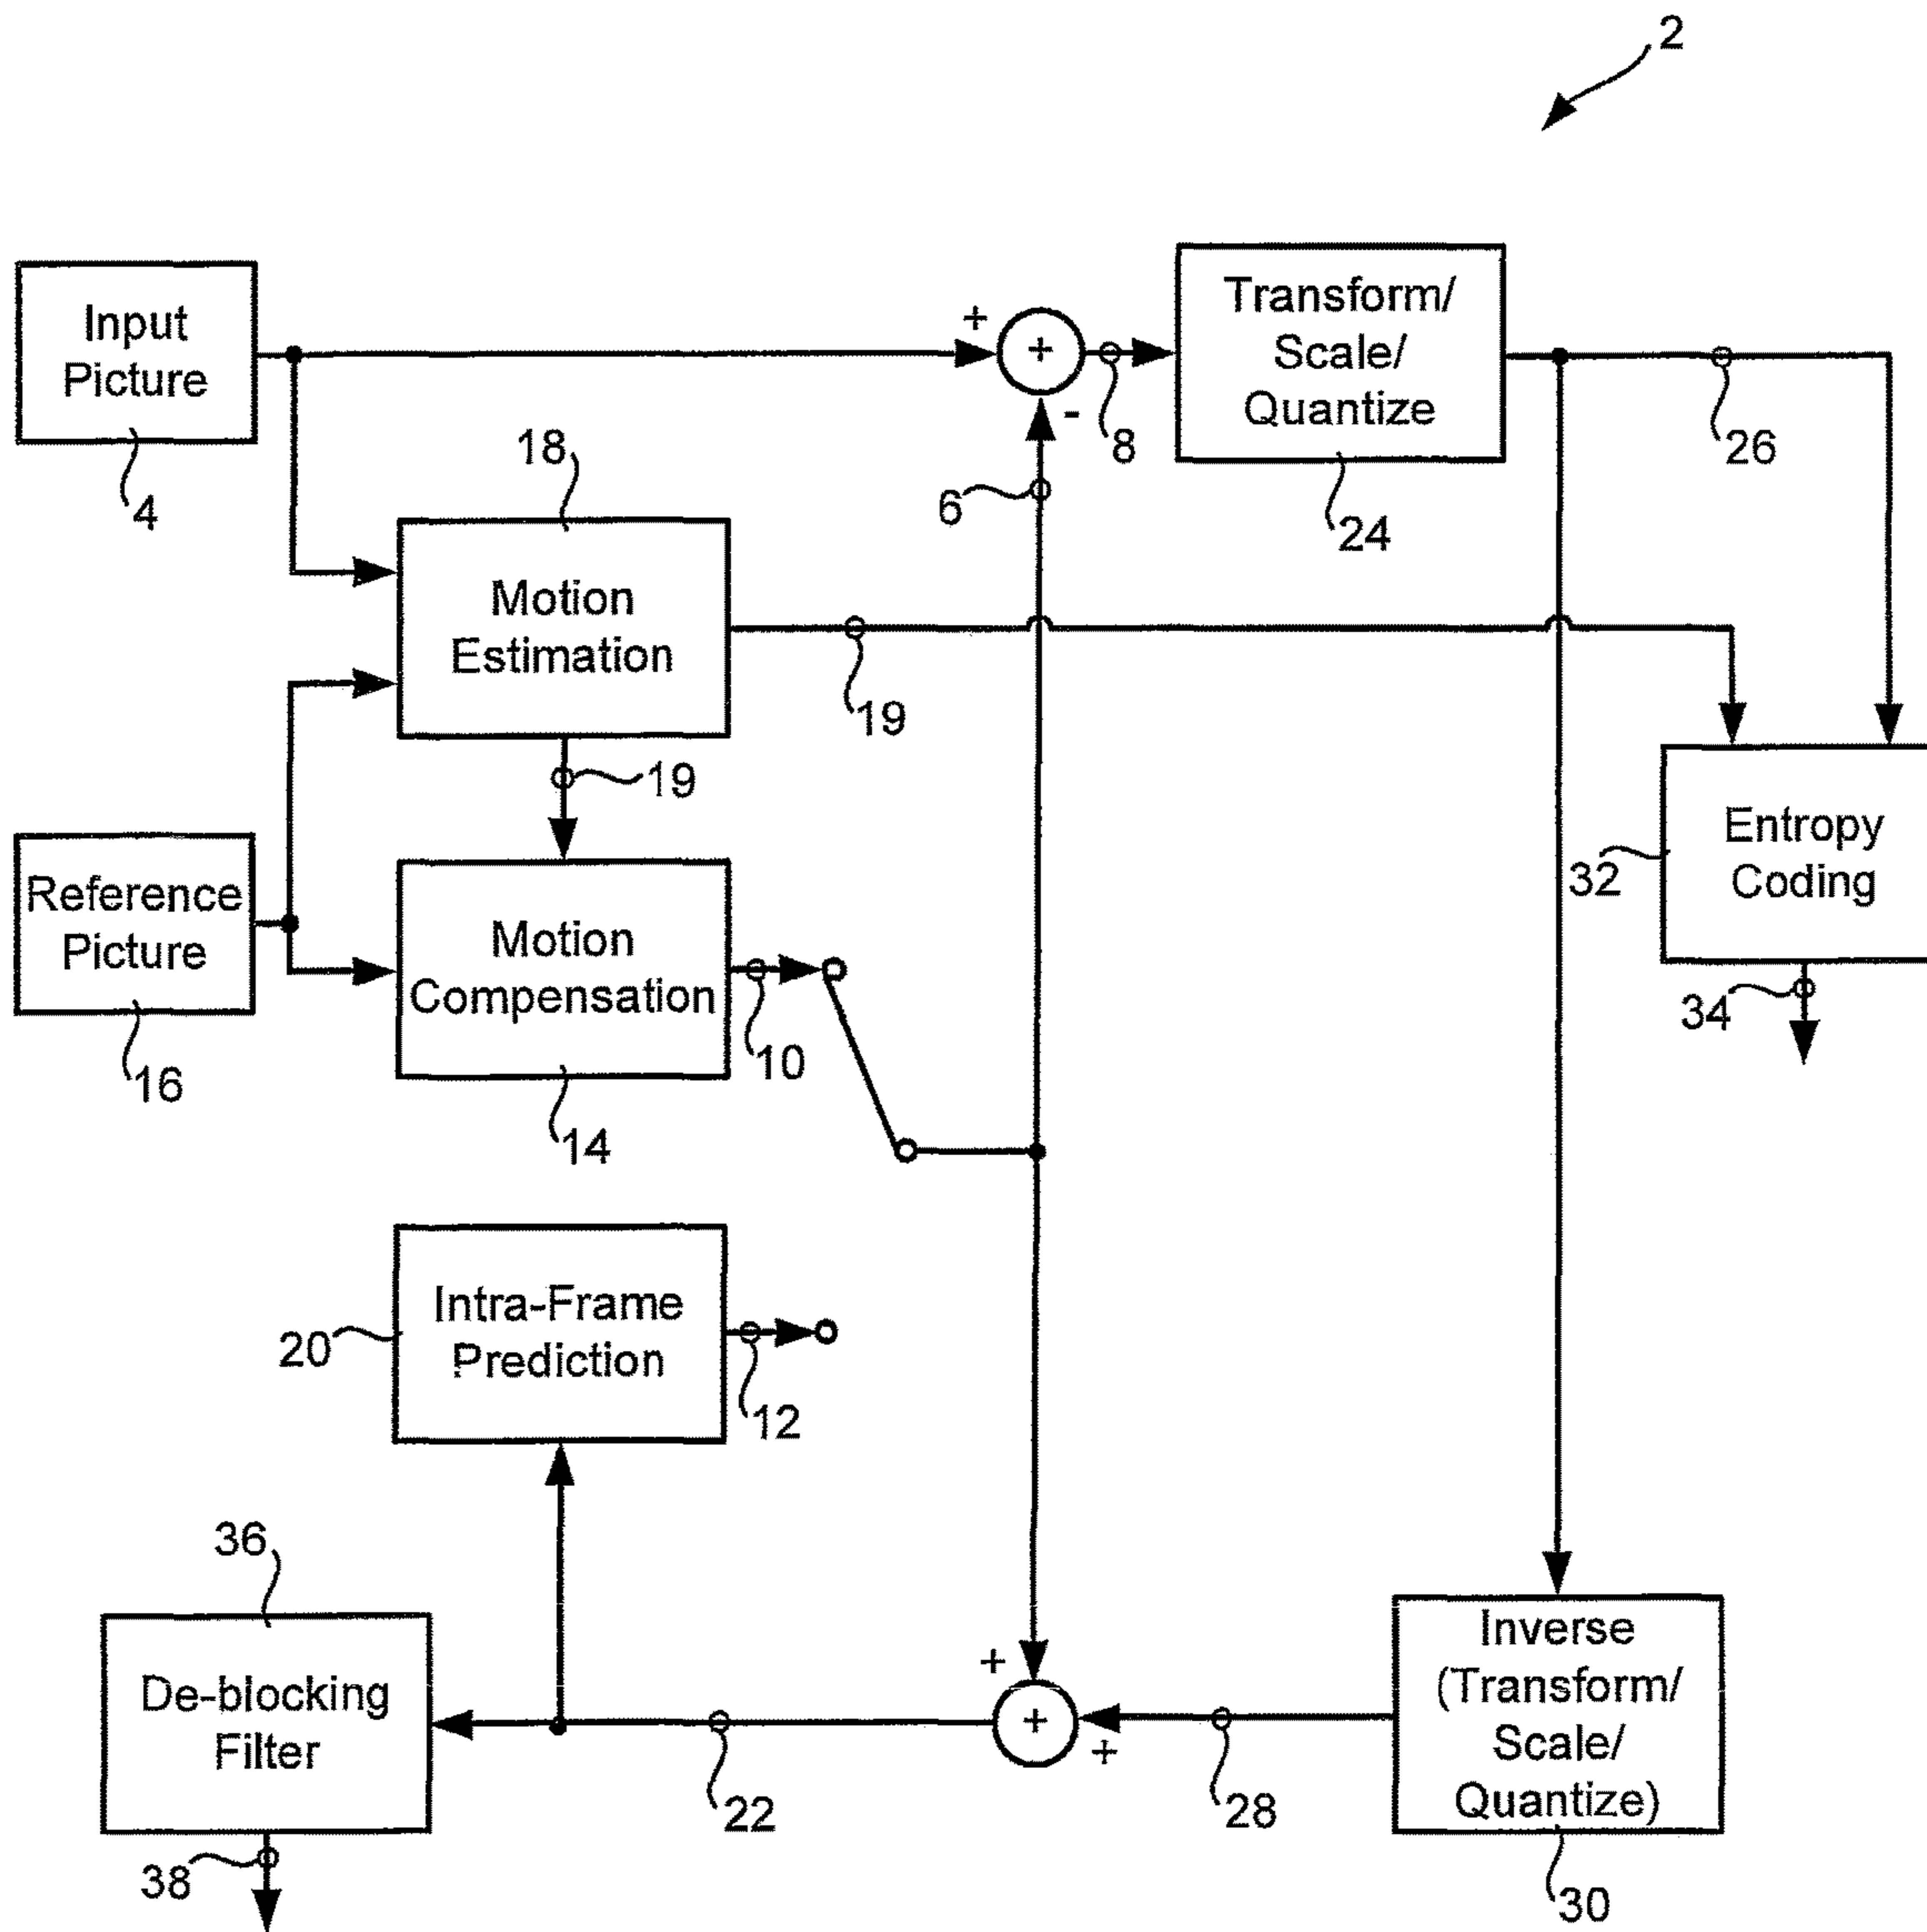 2
Input
Picture
4
+
+
-
8
6
Transform/
Scale/
Quantize
24
26
18
Motion
Estimation
19
19
Reference
Picture
16
Motion
Compensation
14
10
Entropy
Coding
32
34
Intra-Frame
Prediction
20
12
36
De-blocking
Filter
38
22
+
+
+
28
Inverse
(Transform/
Scale/
Quantize)
30